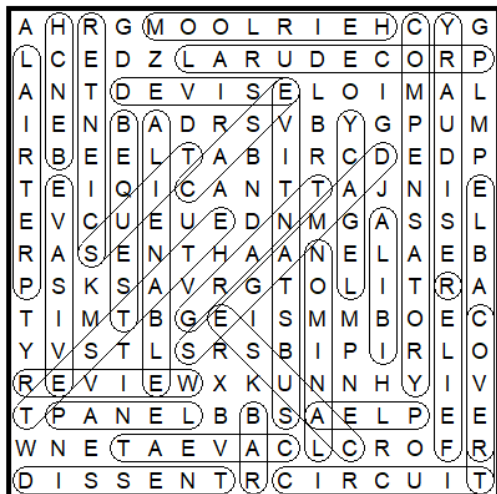 A H R G M O O L R I E H C Y G
L C E D Z L A R U D E C O R P
A N T D E V I S E L O I M A L
I E N B A D R S V B Y G P U M
R B E E L T A B I R C D E D P
T E I Q I C A N T T A J N I E
E V C U E U E D N M G A S S L
R A S E N T H A A N E L A E B
P S K S A V R G T O L I T R A
T I M T B G E I S M M B O E C
Y V S T L S R S B I P I R L O
R E V I E W X K U N N H Y I V
T P A N E L B B S A E L P E E
W N E T A E V A C L C R O F R
D I S S E N T R C I R C U I T